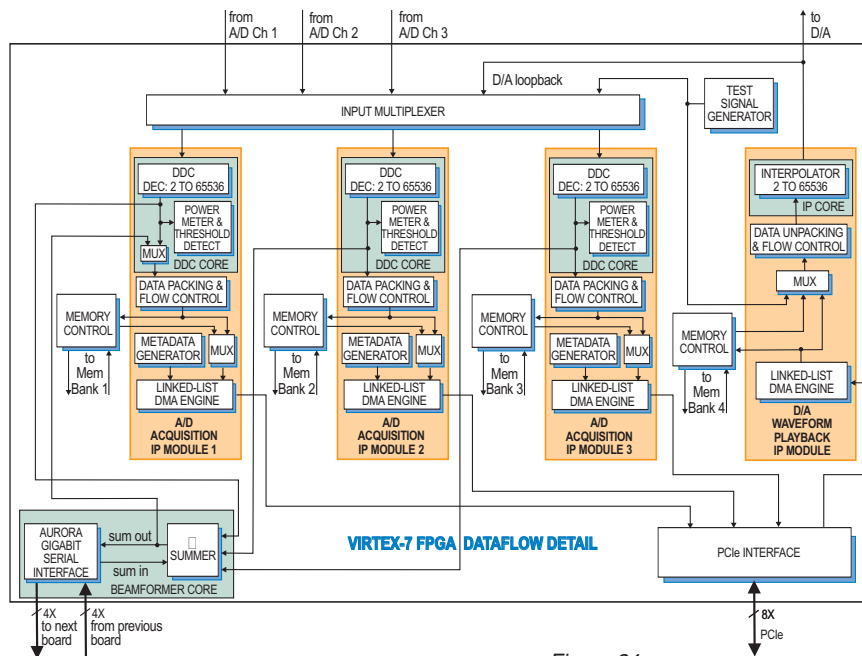 from
A/D Ch 1
from
A/D Ch 2
from
A/D Ch 3
to
D/A
D/A loopback
INPUT MULTIPLEXER
TEST
SIGNAL
GENERATOR
DDC
DEC: 2 TO 65536
POWER
METER &
THRESHOLD
DETECT
MUX
DDC CORE
DATA PACKING &
FLOW CONTROL
MEMORY
CONTROL
METADATA
GENERATOR
MUX
to
Mem
Bank 1
LINKED-LIST
DMA ENGINE
A/D
ACQUISITION
IP MODULE 1
DDC
DEC: 2 TO 65536
POWER
METER &
THRESHOLD
DETECT
DDC CORE
DATA PACKING &
FLOW CONTROL
MEMORY
CONTROL
METADATA
GENERATOR
MUX
to
Mem
Bank 2
LINKED-LIST
DMA ENGINE
A/D
ACQUISITION
IP MODULE 2
DDC
DEC: 2 TO 65536
POWER
METER &
THRESHOLD
DETECT
DDC CORE
DATA PACKING &
FLOW CONTROL
MEMORY
CONTROL
METADATA
GENERATOR
MUX
to
Mem
Bank 3
LINKED-LIST
DMA ENGINE
A/D
ACQUISITION
IP MODULE 3
INTERPOLATOR
2 TO 65536
IP CORE
DATA UNPACKING
& FLOW CONTROL
MUX
MEMORY
CONTROL
to
Mem
Bank 4
LINKED-LIST
DMA ENGINE
D/A
WAVEFORM
PLAYBACK
IP MODULE
AURORA
GIGABIT
SERIAL
INTERFACE
sum out
sum in
SUMMER
BEAMFORMER CORE
VIRTEX-7 FPGA DATAFLOW DETAIL
PCIe INTERFACE
4X
to next
board
4X
from previous
board
8X
PCIe